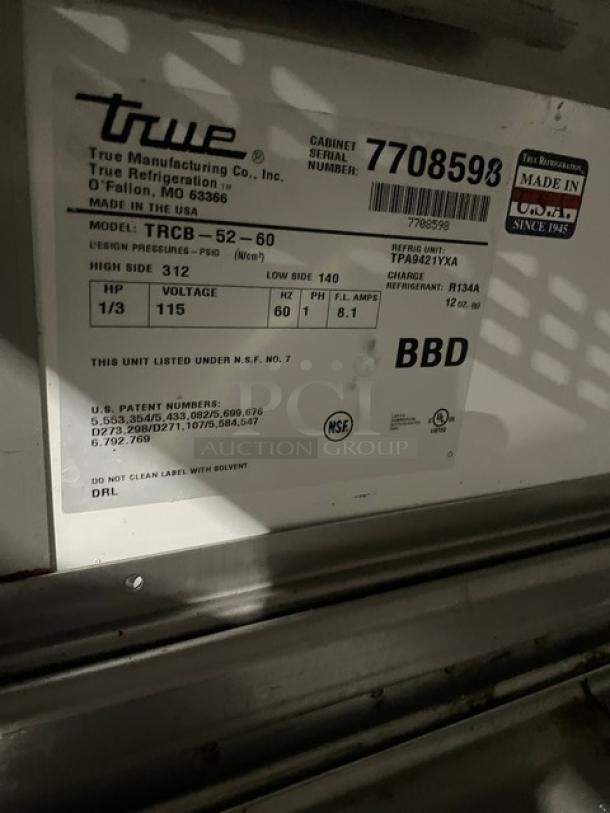 true ®
True Manufacturing Co., Inc.
True Refrigeration ™
O'Fallon, MO 63366
MADE IN THE USA
CABINET
SERIAL
NUMBER: 7708598
7708598
TRUE REFRIGERATION
MADE IN
U.S.A.
SINCE 1945
MODEL: TRCB-52-60
DESIGN PRESSURES-PSIG (N/cm²)
HIGH SIDE 312 LOW SIDE 140
REFRIG UNIT:
TPA9421YXA
CHARGE
REFRIGERANT: R134A
12 oz. (g)
HP VOLTAGE HZ PH F.L. AMPS
1/3 115 60 1 8.1
THIS UNIT LISTED UNDER N.S.F. NO. 7
BBD
U.S. PATENT NUMBERS:
5,553,354/5,433,082/5,699,676
D273,298/D271,107/5,584,547
6.792.769
NSF
UL
LISTED
DO NOT CLEAN LABEL WITH SOLVENT
DRL
PCI
AUCTION GROUP